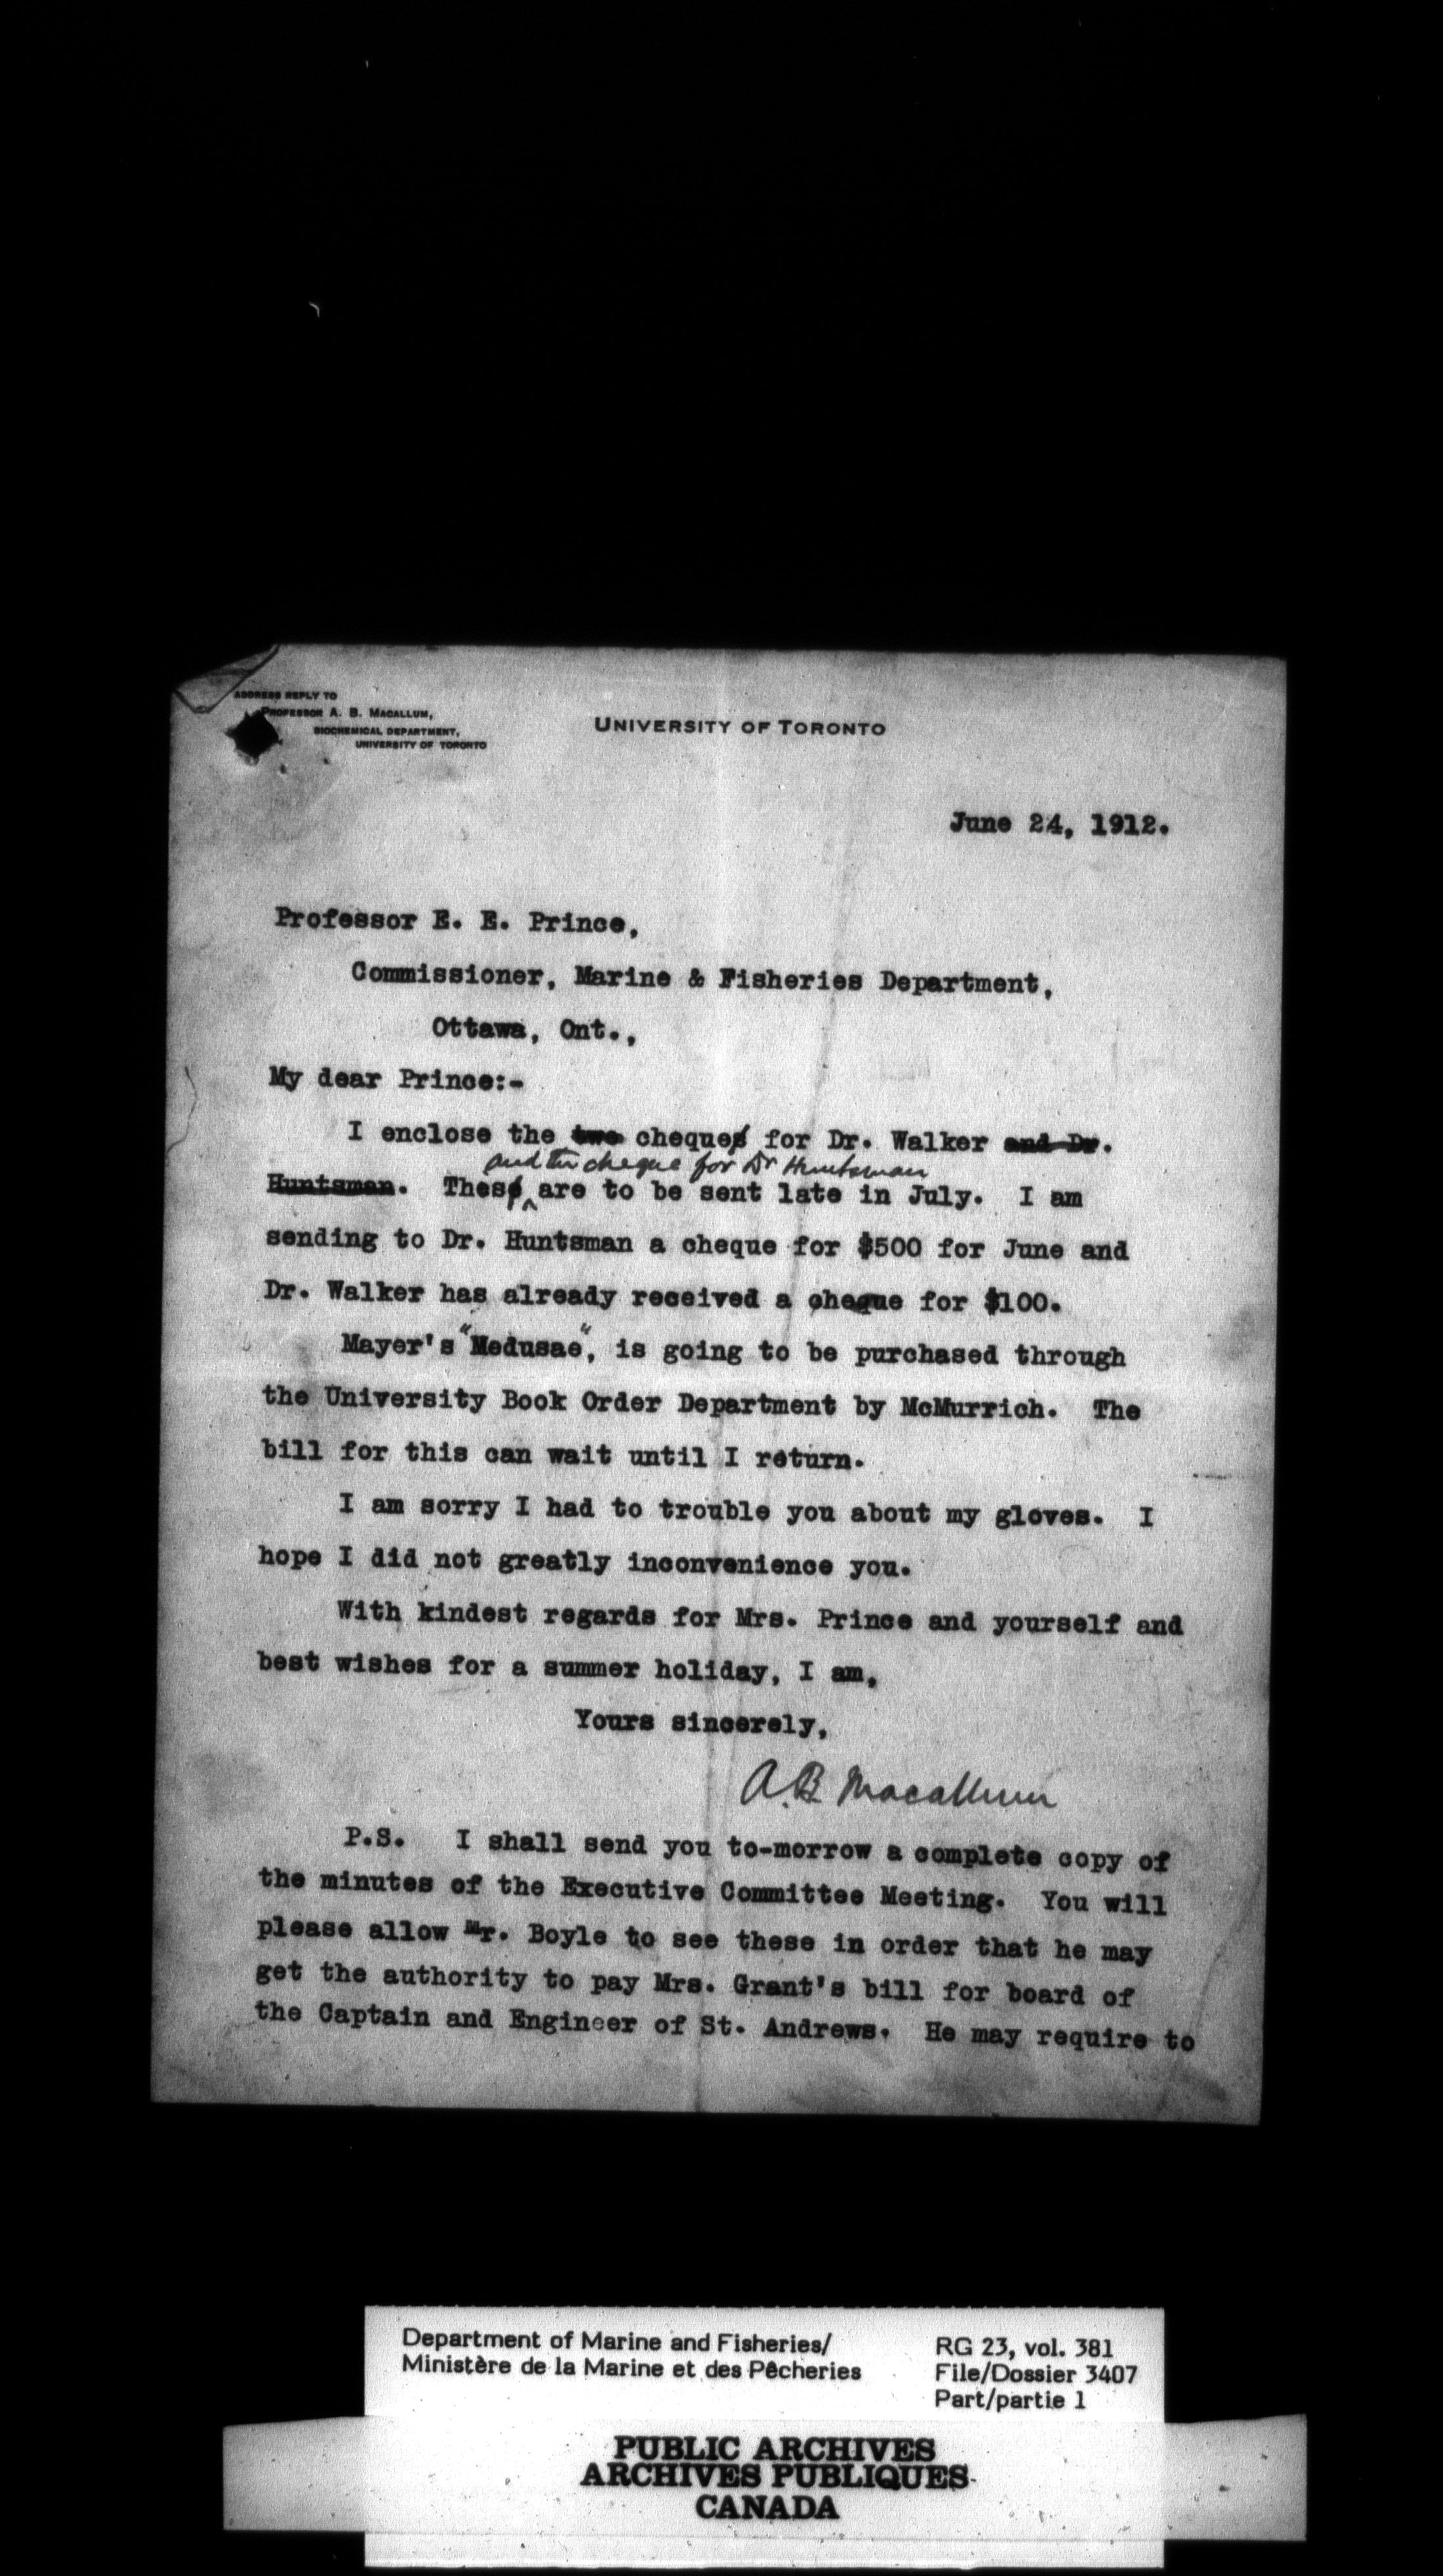 ADDRESS REPLY TO
PROFESSOR A. B. MACALLUM,
BIOCHEMICAL DEPARTMENT,
UNIVERSITY OF TORONTO
UNIVERSITY OF TORONTO
June 24, 1912.
Professor E. E. Prince,
Commissioner, Marine & Fisheries Department,
Ottawa, Ont.,
My dear Prince:-
I enclose the two cheques for Dr. Walker and Dr.
and the cheque for Dr Huntsman
Huntsman. These are to be sent late in July. I am
sending to Dr. Huntsman a cheque for $500 for June and
Dr. Walker has already received a cheque for $100.
Mayer's "Medusae", is going to be purchased through
the University Book Order Department by McMurrich. The
bill for this can wait until I return.
I am sorry I had to trouble you about my gloves. I
hope I did not greatly inconvenience you.
With kindest regards for Mrs. Prince and yourself and
best wishes for a summer holiday, I am,
Yours sincerely,
A. B. Macallum
P.S. I shall send you to-morrow a complete copy of
the minutes of the Executive Committee Meeting. You will
please allow Mr. Boyle to see these in order that he may
get the authority to pay Mrs. Grant's bill for board of
the Captain and Engineer of St. Andrews. He may require to
Department of Marine and Fisheries/
Ministère de la Marine et des Pêcheries
RG 23, vol. 381
File/Dossier 3407
Part/partie 1
PUBLIC ARCHIVES
ARCHIVES PUBLIQUES
CANADA